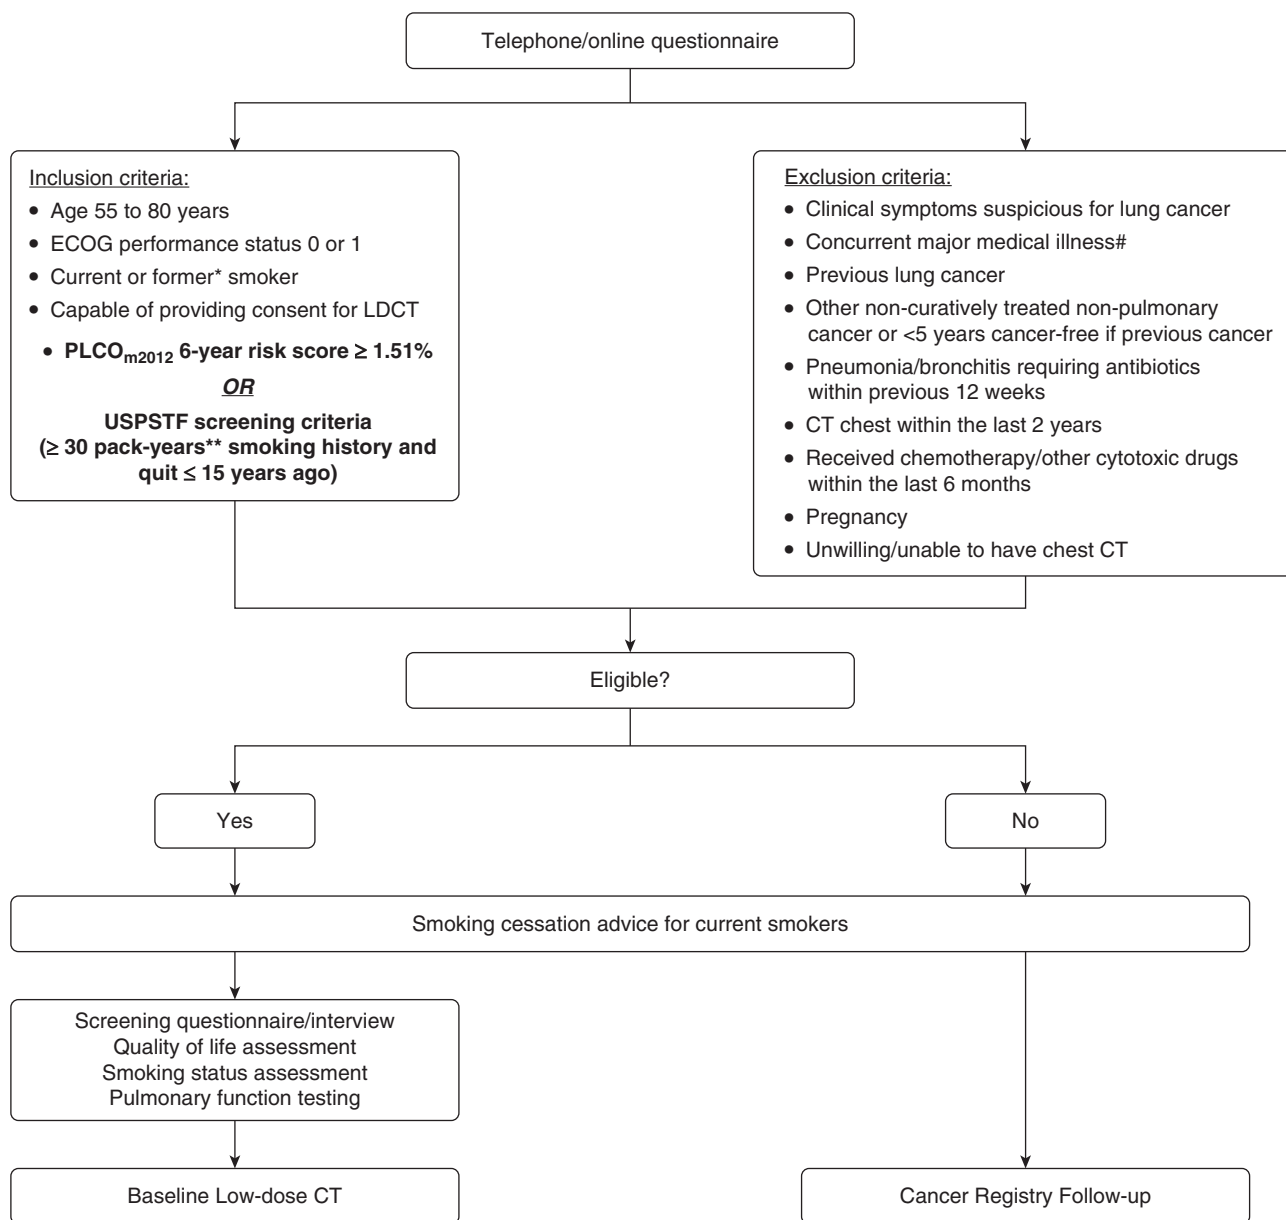 Telephone/online questionnaire
Inclusion criteria:
• Age 55 to 80 years
• ECOG performance status 0 or 1
• Current or former* smoker
• Capable of providing consent for LDCT
• PLCOm2012 6-year risk score ≥ 1.51%
OR
USPSTF screening criteria
(≥ 30 pack-years** smoking history and
quit ≤ 15 years ago)
Exclusion criteria:
• Clinical symptoms suspicious for lung cancer
• Concurrent major medical illness#
• Previous lung cancer
• Other non-curatively treated non-pulmonary
cancer or <5 years cancer-free if previous cancer
• Pneumonia/bronchitis requiring antibiotics
within previous 12 weeks
• CT chest within the last 2 years
• Received chemotherapy/other cytotoxic drugs
within the last 6 months
• Pregnancy
• Unwilling/unable to have chest CT
Eligible?
Yes
No
Smoking cessation advice for current smokers
Screening questionnaire/interview
Quality of life assessment
Smoking status assessment
Pulmonary function testing
Baseline Low-dose CT
Cancer Registry Follow-up